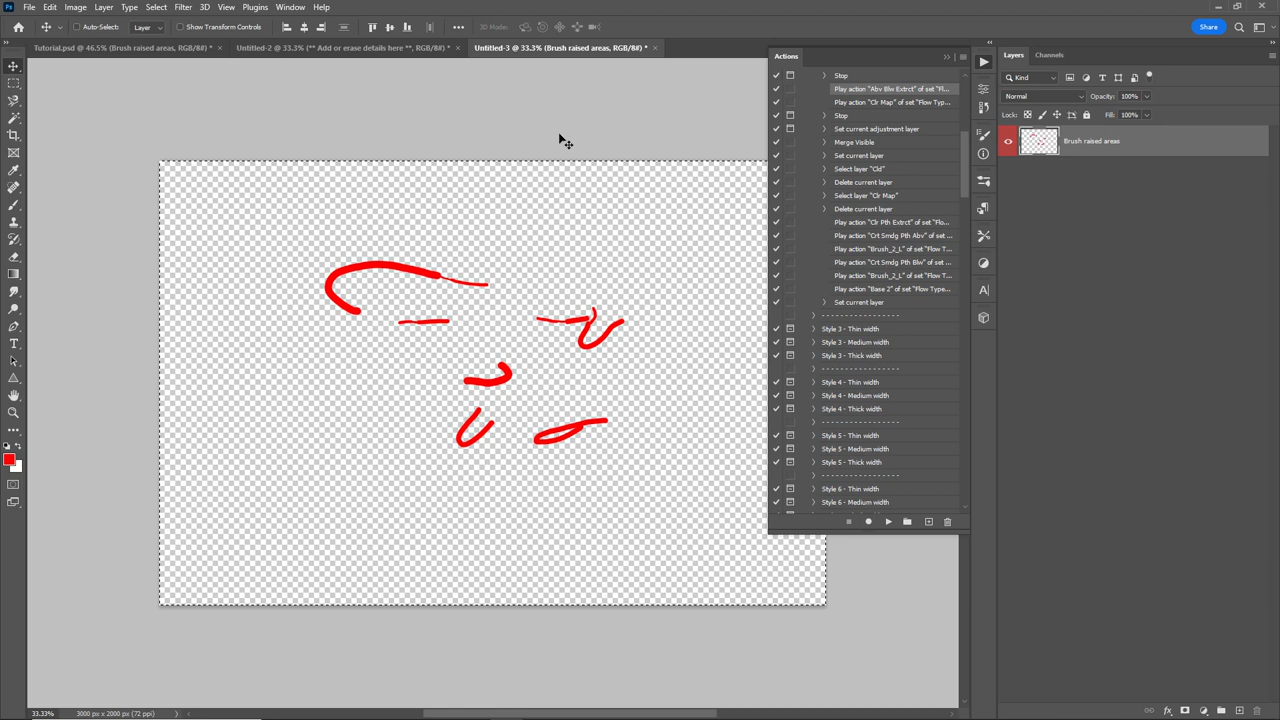 Ps File Edit Image Layer Type Select Filter 3D View Plugins Window Help
Auto-Select: Layer Show Transform Controls 3D Mode: Share
Tutorial.psd @ 46.5% (Brush raised areas, RGB/8#) * × Untitled-2 @ 33.3% (** Add or erase details here **, RGB/8#) * × Untitled-3 @ 33.3% (Brush raised areas, RGB/8#) * ×
Actions
Stop
Play action "Abv Blw Extrct" of set "Fl...
Play action "Clr Map" of set "Flow Typ...
Stop
Set current adjustment layer
Merge Visible
Set current layer
Select layer "Cld"
Delete current layer
Select layer "Clr Map"
Delete current layer
Play action "Clr Pth Extrct" of set "Flo...
Play action "Crt Smdg Pth Abv" of set ...
Play action "Brush_2_L" of set "Flow T...
Play action "Crt Smdg Pth Blw" of set ...
Play action "Brush_2_L" of set "Flow T...
Play action "Base 2" of set "Flow Type...
Set current layer
- - - - - - - - - - - - - - - - -
Style 3 - Thin width
Style 3 - Medium width
Style 3 - Thick width
- - - - - - - - - - - - - - - - -
Style 4 - Thin width
Style 4 - Medium width
Style 4 - Thick width
- - - - - - - - - - - - - - - - -
Style 5 - Thin width
Style 5 - Medium width
Style 5 - Thick width
- - - - - - - - - - - - - - - - -
Style 6 - Thin width
Style 6 - Medium width
Layers Channels
Kind
Normal Opacity: 100%
Lock: Fill: 100%
Brush raised areas
33.33% 3000 px x 2000 px (72 ppi)